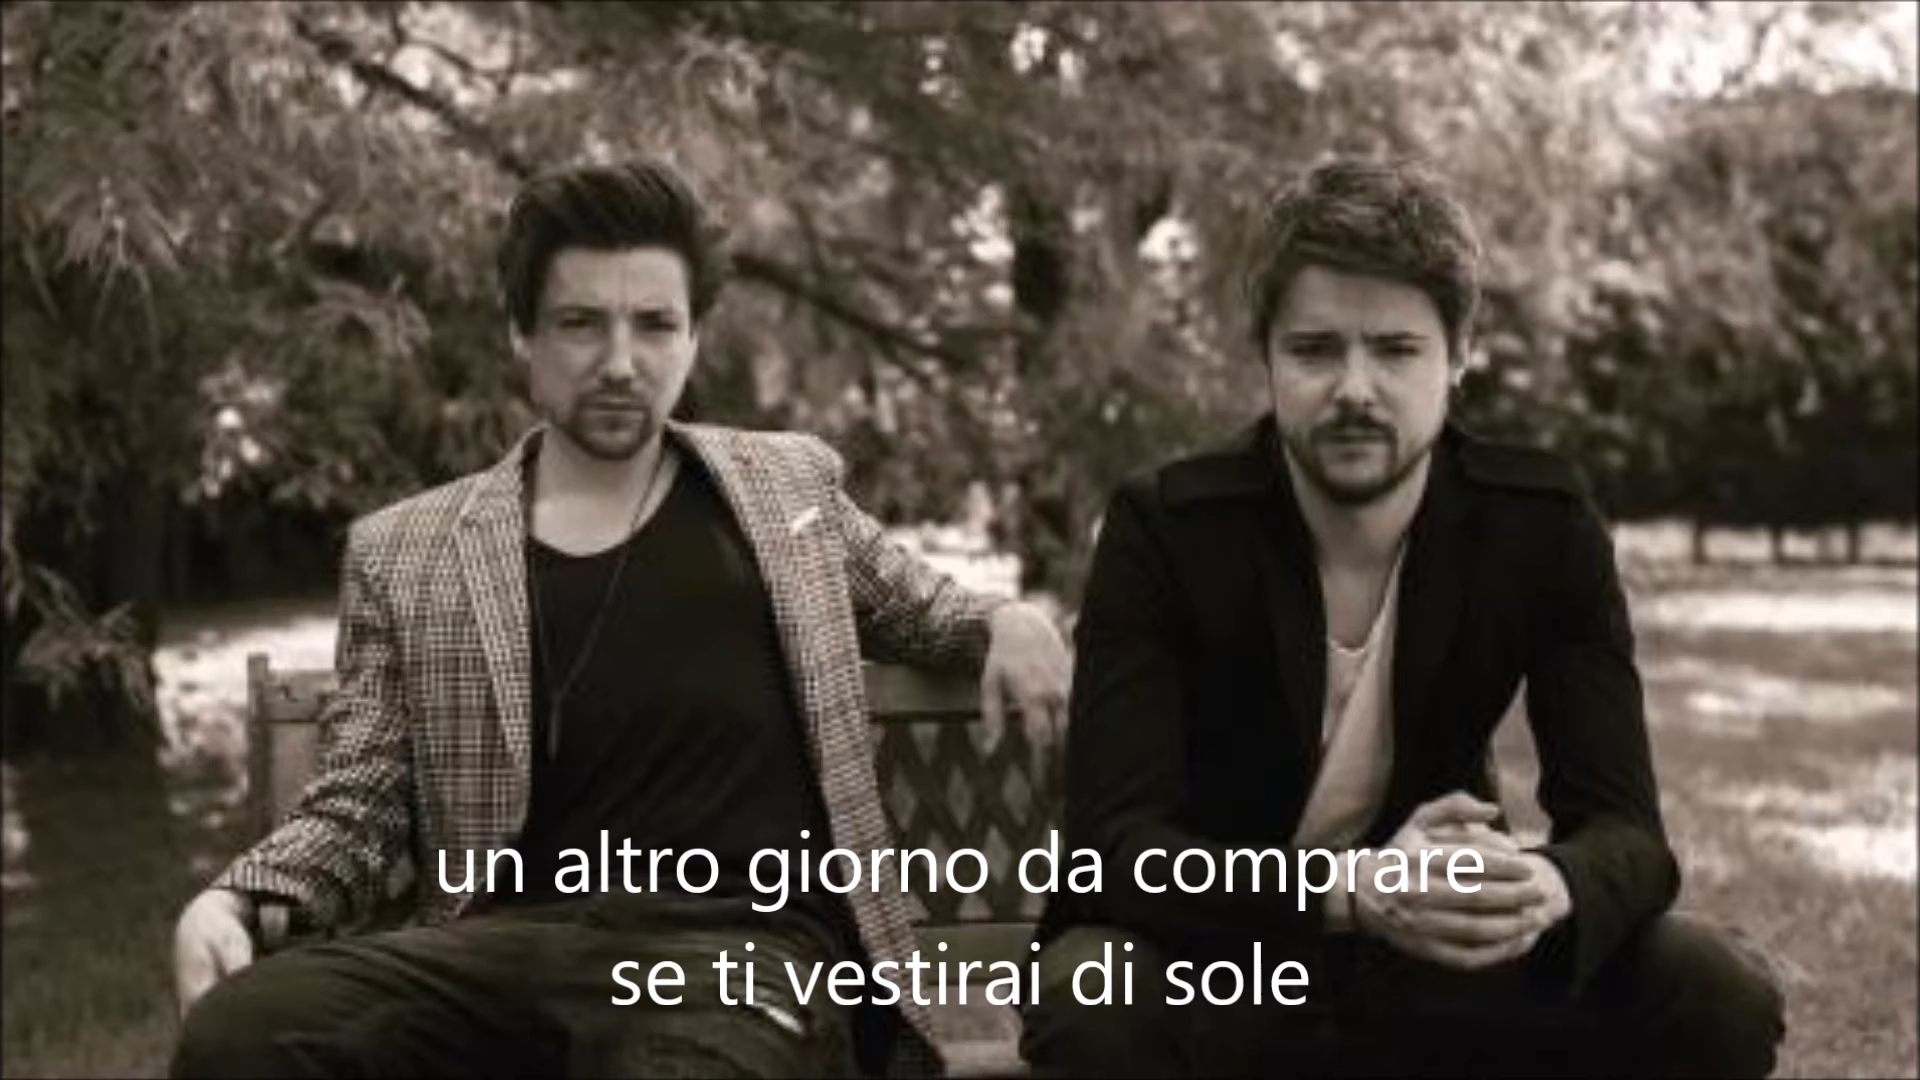 un altro giorno da comprare
se ti vestirai di sole